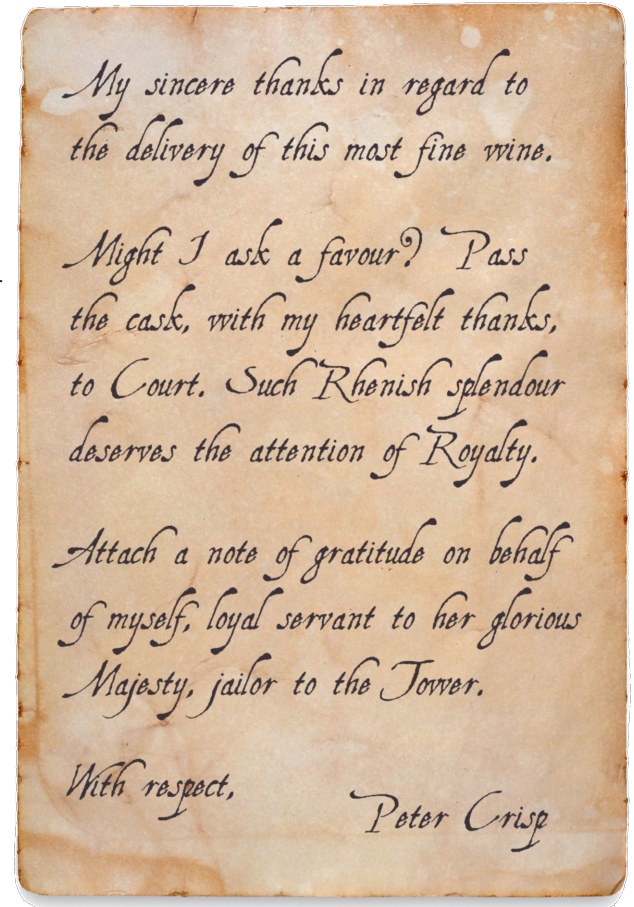 My sincere thanks in regard to
the delivery of this most fine wine.
Might I ask a favour? Pass
the cask, with my heartfelt thanks,
to Court. Such Rhenish splendour
deserves the attention of Royalty.
Attach a note of gratitude on behalf
of myself, loyal servant to her glorious
Majesty, jailor to the Tower.
With respect,
Peter Crisp